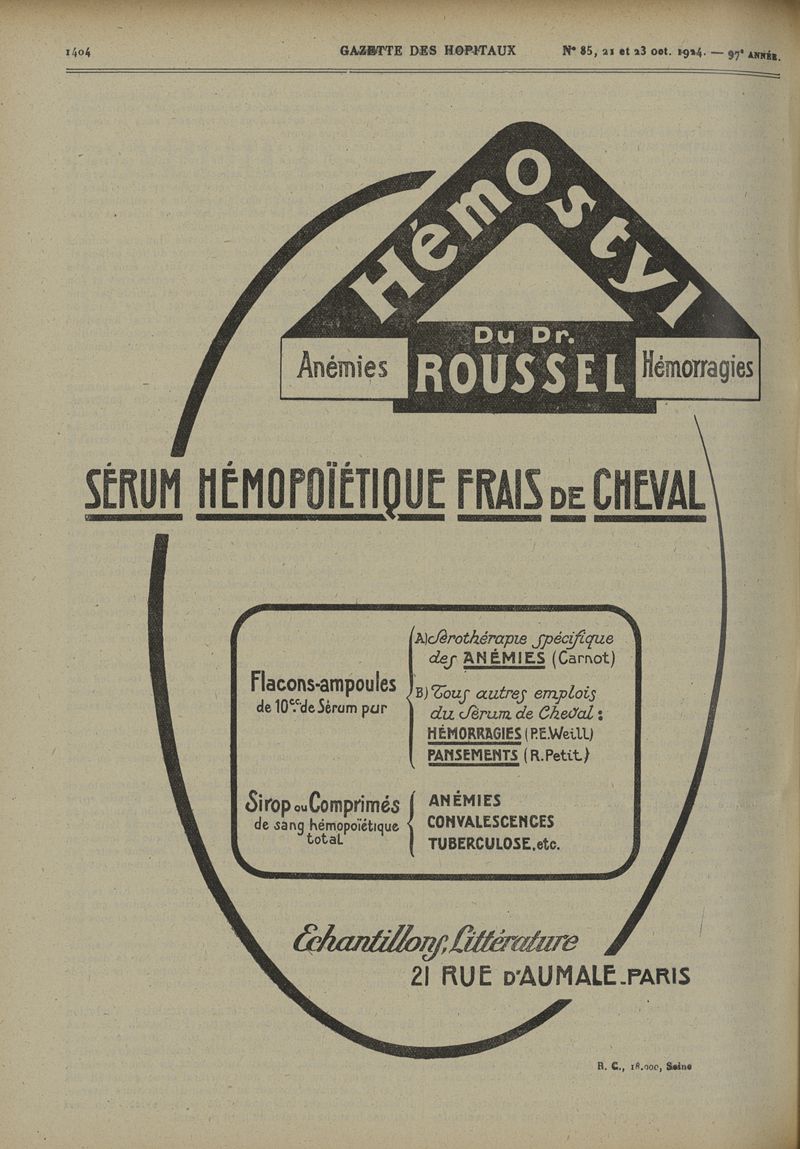 1404 GAZETTE DES HOPITAUX N° 85, 21 et 23 oct. 1924. — 97e ANNÉE.
Hémostyl
Du Dr.
Anémies ROUSSEL Hémorragies
SÉRUM HÉMOPOÏÉTIQUE FRAIS DE CHEVAL
A) Sérothérapie spécifique
des ANÉMIES (Carnot)
Flacons-ampoules
de 10cc. de Sérum pur
B) Tous autres emplois
du Sérum de Cheval :
HÉMORRAGIES (P.E.Weill)
PANSEMENTS (R.Petit)
Sirop ou Comprimés
de sang hémopoïétique
total
ANÉMIES
CONVALESCENCES
TUBERCULOSE, etc.
Échantillons, Littérature
21 RUE D'AUMALE-PARIS
R. C., 18.000, Seine